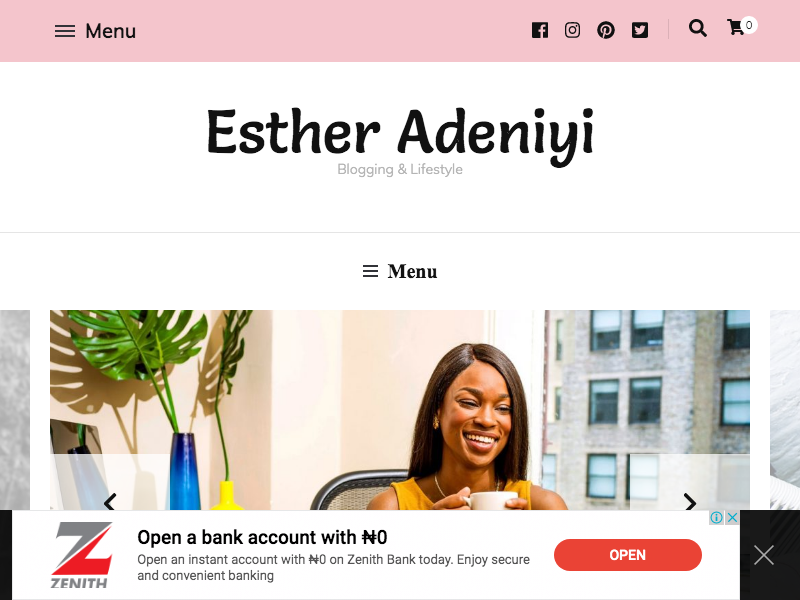 Menu
0
Esther Adeniyi
Blogging & Lifestyle
Menu
Open a bank account with ₦0
Open an instant account with ₦0 on Zenith Bank today. Enjoy secure
and convenient banking
OPEN
ZENITH